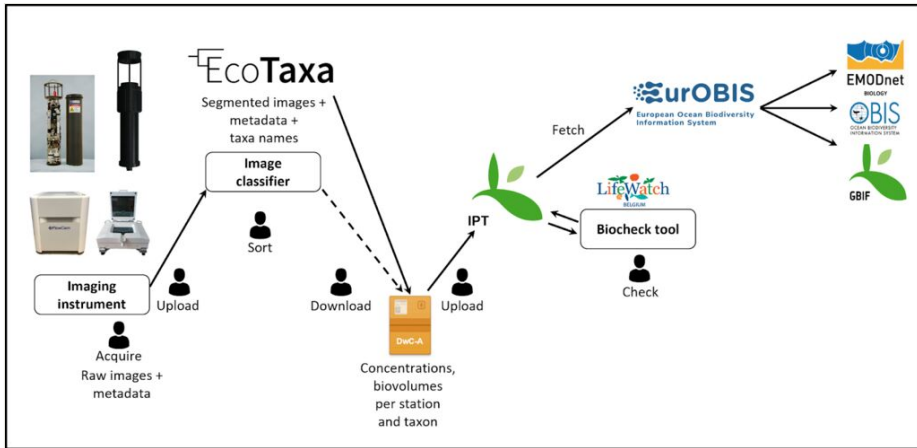 EcoTaxa
Segmented images +
metadata +
taxa names
Image
classifier
Sort
Imaging
instrument
Upload
Acquire
Raw images +
metadata
Download
DwC-A
Concentrations,
biovolumes
per station
and taxon
Upload
IPT
Fetch
EurOBIS
European Ocean Biodiversity
Information System
LifeWatch
BELGIUM
Biocheck tool
Check
EMODnet
BIOLOGY
OBIS
OCEAN BIODIVERSITY
INFORMATION SYSTEM
GBIF